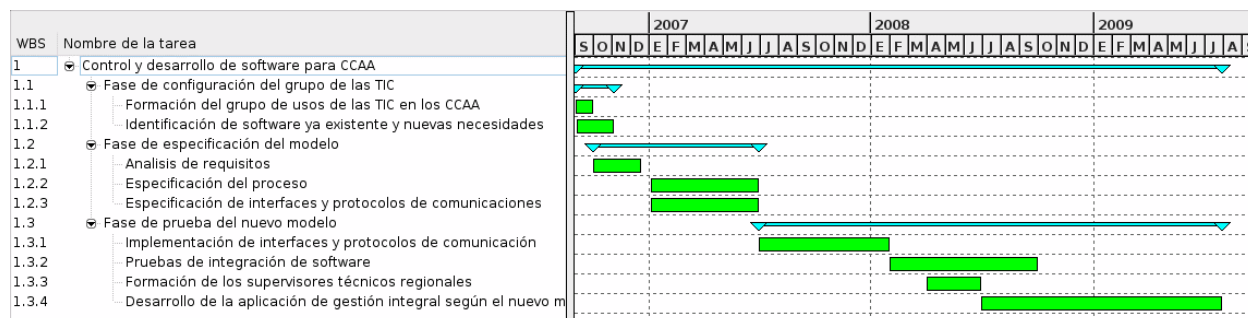 2007 2008 2009
WBS Nombre de la tarea S O N D E F M A M J J A S O N D E F M A M J J A S O N D E F M A M J J A S
1 Control y desarrollo de software para CCAA
1.1 Fase de configuración del grupo de las TIC
1.1.1 Formación del grupo de usos de las TIC en los CCAA
1.1.2 Identificación de software ya existente y nuevas necesidades
1.2 Fase de especificación del modelo
1.2.1 Analisis de requisitos
1.2.2 Especificación del proceso
1.2.3 Especificación de interfaces y protocolos de comunicaciones
1.3 Fase de prueba del nuevo modelo
1.3.1 Implementación de interfaces y protocolos de comunicación
1.3.2 Pruebas de integración de software
1.3.3 Formación de los supervisores técnicos regionales
1.3.4 Desarrollo de la aplicación de gestión integral según el nuevo m